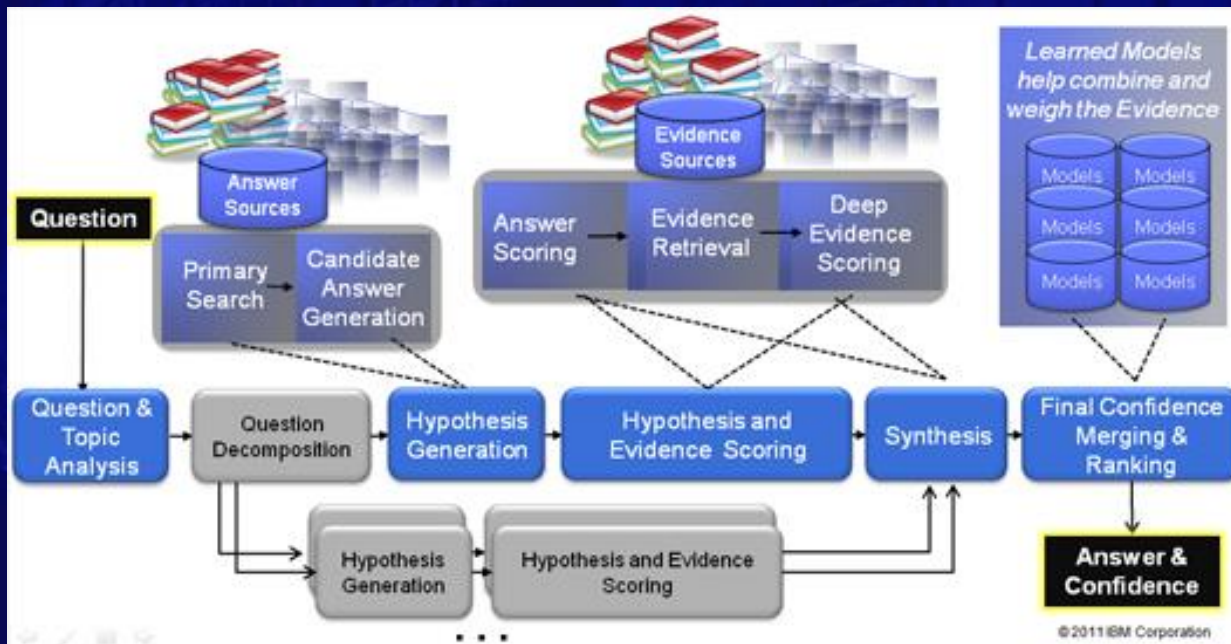 Learned Models
help combine and
weigh the Evidence
Models
Models
Models
Models
Models
Models
Answer
Sources
Evidence
Sources
Question
Primary
Search
Candidate
Answer
Generation
Answer
Scoring
Evidence
Retrieval
Deep
Evidence
Scoring
Question &
Topic
Analysis
Question
Decomposition
Hypothesis
Generation
Hypothesis and
Evidence Scoring
Synthesis
Final Confidence
Merging &
Ranking
Hypothesis
Generation
Hypothesis and Evidence
Scoring
. . .
Answer &
Confidence
©2011 IBM Corporation